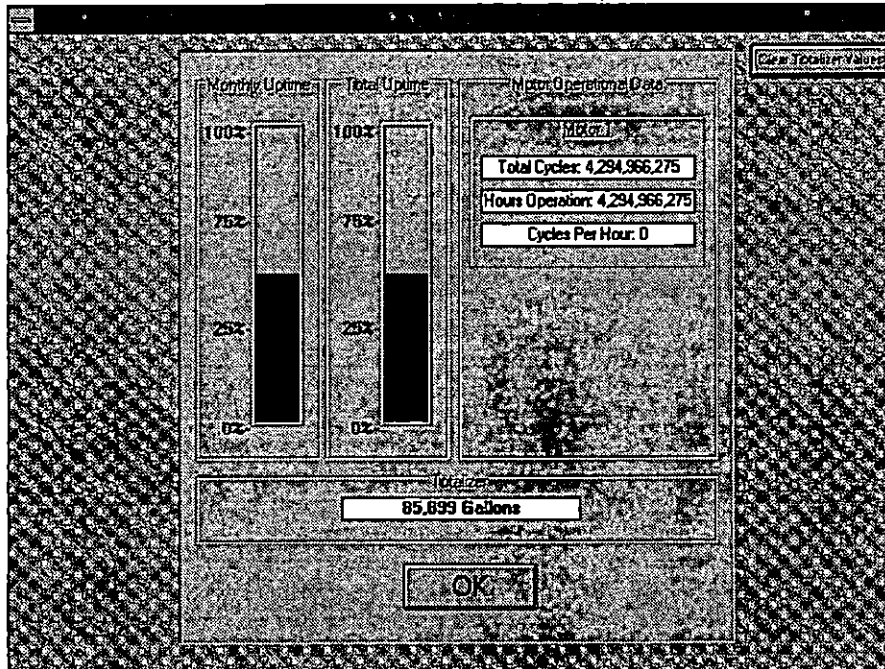 Clear Totalizer Values
Monthly Uptime
Total Uptime
Motor Operational Data
100%
100%
Motor 1
Total Cycles: 4,294,966,275
Hours Operation: 4,294,966,275
75%
75%
Cycles Per Hour: 0
25%
25%
0%
0%
Totalizer
85,899 Gallons
OK